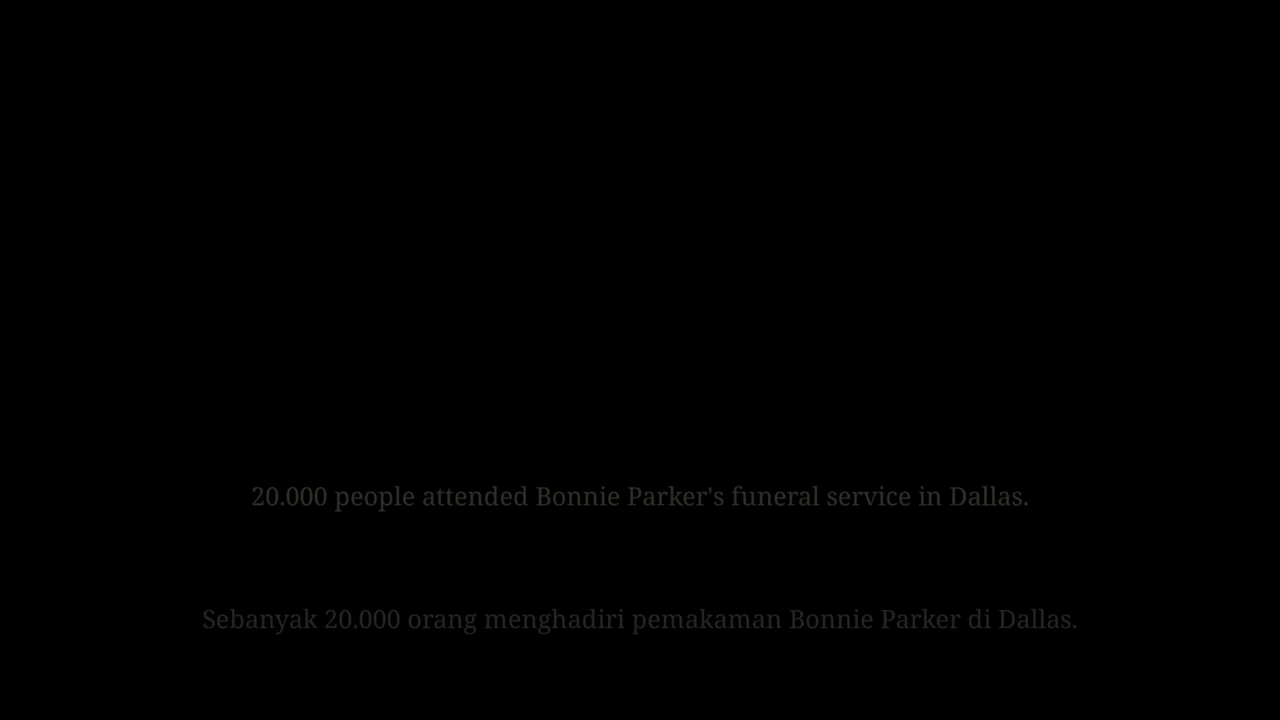 20.000 people attended Bonnie Parker's funeral service in Dallas.
Sebanyak 20.000 orang menghadiri pemakaman Bonnie Parker di Dallas.